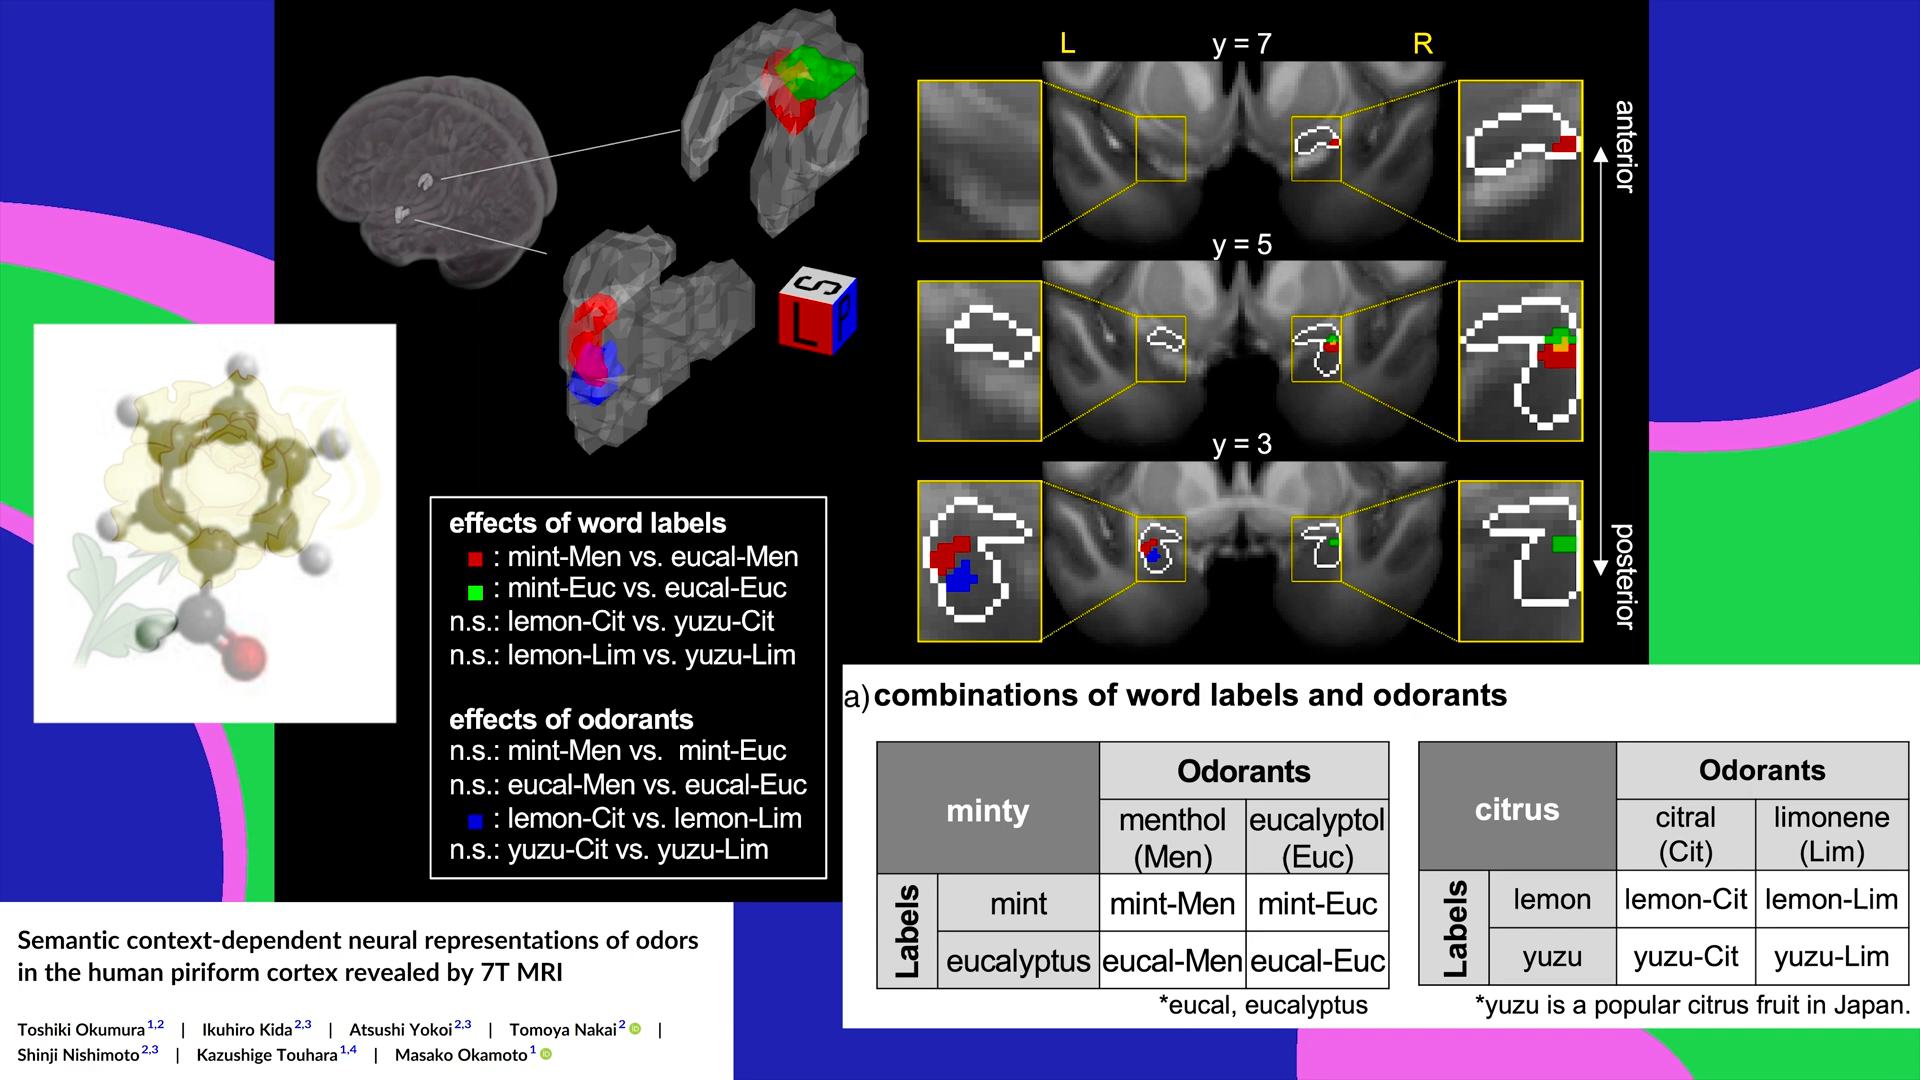 L
y = 7
R
anterior
y = 5
S
L
P
y = 3
posterior
effects of word labels
: mint-Men vs. eucal-Men
: mint-Euc vs. eucal-Euc
n.s.: lemon-Cit vs. yuzu-Cit
n.s.: lemon-Lim vs. yuzu-Lim
effects of odorants
n.s.: mint-Men vs. mint-Euc
n.s.: eucal-Men vs. eucal-Euc
: lemon-Cit vs. lemon-Lim
n.s.: yuzu-Cit vs. yuzu-Lim
a) combinations of word labels and odorants
minty
Odorants
menthol
(Men)
eucalyptol
(Euc)
Labels
mint
mint-Men
mint-Euc
eucalyptus
eucal-Men
eucal-Euc
*eucal, eucalyptus
citrus
Odorants
citral
(Cit)
limonene
(Lim)
Labels
lemon
lemon-Cit
lemon-Lim
yuzu
yuzu-Cit
yuzu-Lim
*yuzu is a popular citrus fruit in Japan.
Semantic context-dependent neural representations of odors
in the human piriform cortex revealed by 7T MRI
Toshiki Okumura1,2 | Ikuhiro Kida2,3 | Atsushi Yokoi2,3 | Tomoya Nakai2 iD |
Shinji Nishimoto2,3 | Kazushige Touhara1,4 | Masako Okamoto1 iD